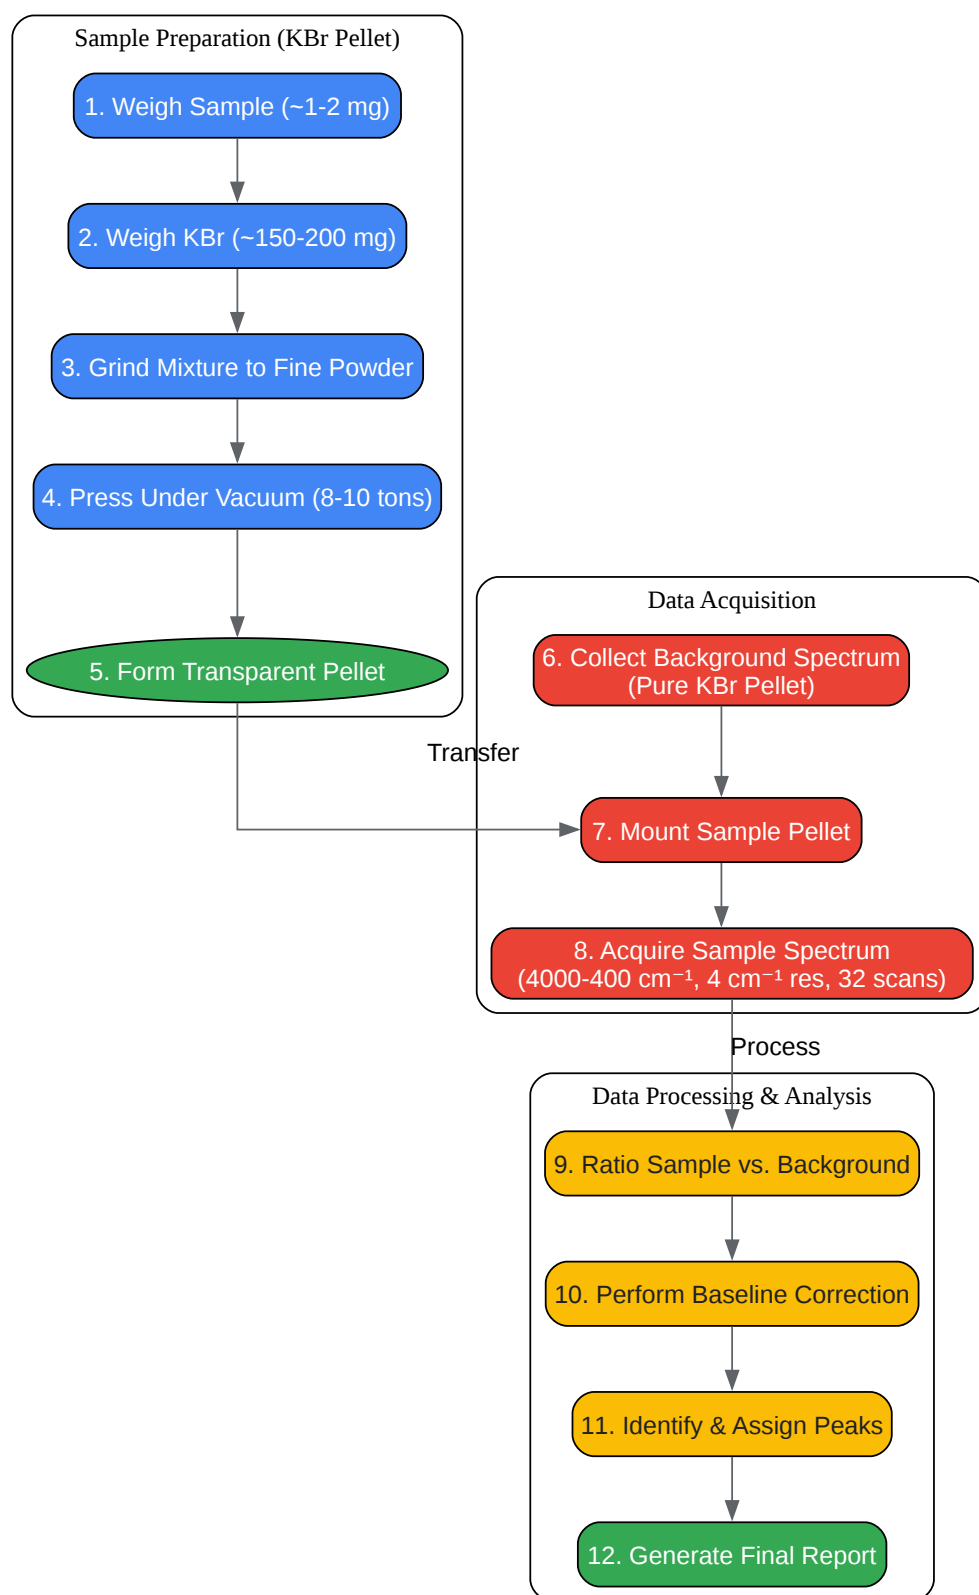 Sample Preparation (KBr Pellet)
1. Weigh Sample (~1-2 mg)
2. Weigh KBr (~150-200 mg)
3. Grind Mixture to Fine Powder
4. Press Under Vacuum (8-10 tons)
5. Form Transparent Pellet
Transfer
Data Acquisition
6. Collect Background Spectrum
(Pure KBr Pellet)
7. Mount Sample Pellet
8. Acquire Sample Spectrum
(4000-400 cm⁻¹, 4 cm⁻¹ res, 32 scans)
Process
Data Processing & Analysis
9. Ratio Sample vs. Background
10. Perform Baseline Correction
11. Identify & Assign Peaks
12. Generate Final Report